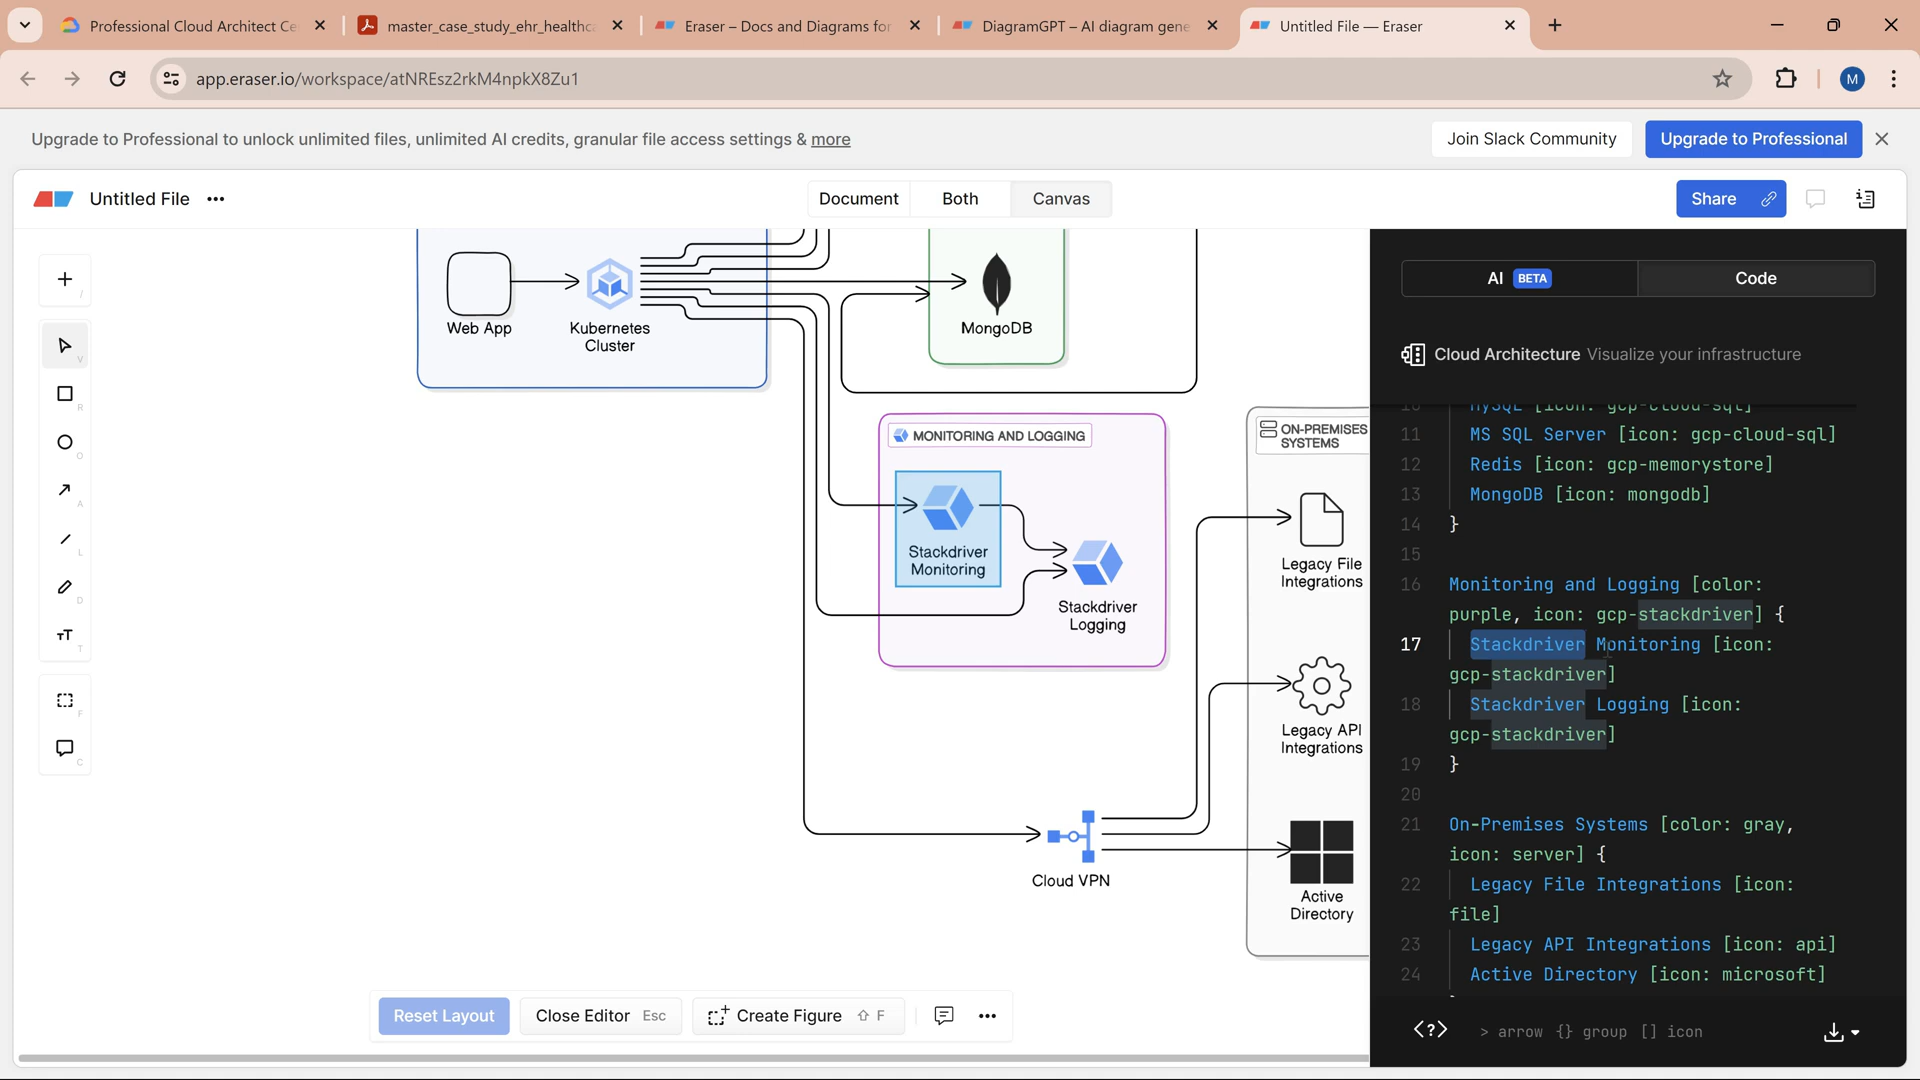 Professional Cloud Architect Ce
master_case_study_ehr_healthca
Eraser – Docs and Diagrams for
DiagramGPT – AI diagram gene
Untitled File — Eraser
app.eraser.io/workspace/atNREsz2rkM4npkX8Zu1
M
Upgrade to Professional to unlock unlimited files, unlimited AI credits, granular file access settings & more
Join Slack Community
Upgrade to Professional
Untitled File
Document
Both
Canvas
Share
/
V
R
O
A
L
D
T
F
C
Web App
Kubernetes
Cluster
MongoDB
MONITORING AND LOGGING
Stackdriver
Monitoring
Stackdriver
Logging
ON-PREMISES
SYSTEMS
Legacy File
Integrations
Legacy API
Integrations
Cloud VPN
Active
Directory
Reset Layout
Close Editor Esc
Create Figure ⇧ F
AI BETA
Code
Cloud Architecture Visualize your infrastructure
10 MySQL [icon: gcp-cloud-sql]
11 MS SQL Server [icon: gcp-cloud-sql]
12 Redis [icon: gcp-memorystore]
13 MongoDB [icon: mongodb]
14 }
15
16 Monitoring and Logging [color:
purple, icon: gcp-stackdriver] {
17 Stackdriver Monitoring [icon:
gcp-stackdriver]
18 Stackdriver Logging [icon:
gcp-stackdriver]
19 }
20
21 On-Premises Systems [color: gray,
icon: server] {
22 Legacy File Integrations [icon:
file]
23 Legacy API Integrations [icon: api]
24 Active Directory [icon: microsoft]
<?> > arrow {} group [] icon